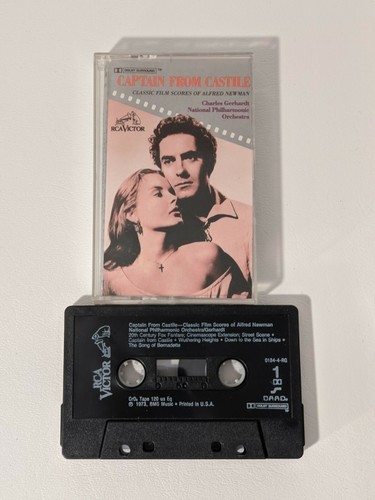 DOLBY SURROUND
CAPTAIN FROM CASTILE
CLASSIC FILM SCORES OF ALFRED NEWMAN
Charles Gerhardt
National Philharmonic
Orchestra
RCA VICTOR
Captain From Castile—Classic Film Scores of Alfred Newman
National Philharmonic Orchestra/Gerhardt
20th Century Fox Fanfare; Cinemascope Extension; Street Scene •
Captain from Castile • Wuthering Heights • Down to the Sea in Ships •
The Song of Bernadette
0184-4-RG
1
DOLBY SURROUND
RCA
VICTOR
CrO₂ Tape 120 us Eq
© 1973, BMG Music • Printed in U.S.A.